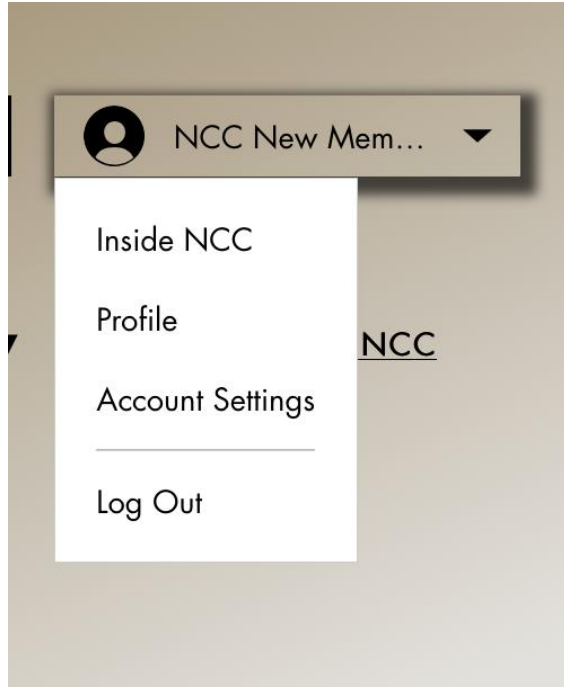 NCC New Mem...
Inside NCC
Profile
NCC
Account Settings
Log Out